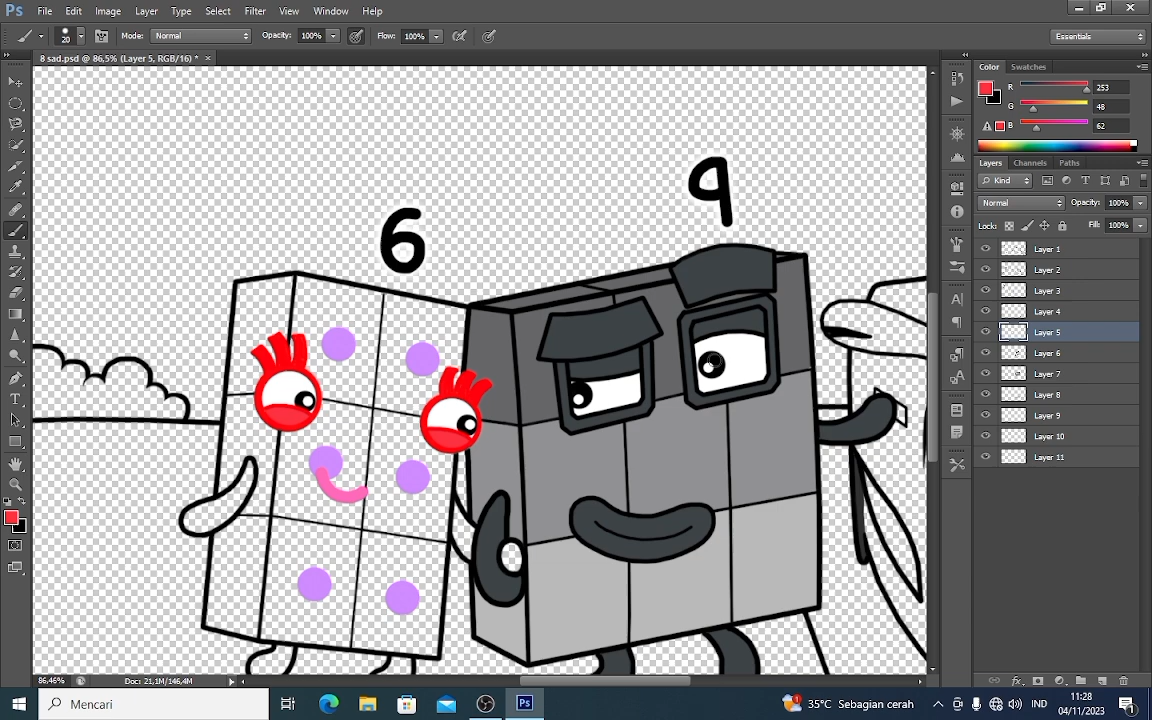 Ps File Edit Image Layer Type Select Filter View Window Help
20 Mode: Normal Opacity: 100% Flow: 100% Essentials
8 sad.psd @ 86,5% (Layer 5, RGB/16) * ×
Color Swatches
R 253
G 48
B 62
Layers Channels Paths
Kind
Normal Opacity: 100%
Lock: Fill: 100%
Layer 1
Layer 2
Layer 3
Layer 4
Layer 5
Layer 6
Layer 7
Layer 8
Layer 9
Layer 10
Layer 11
6
9
86,46% Doc: 21,1M/146,4M
Mencari
35°C Sebagian cerah IND
11:28
04/11/2023